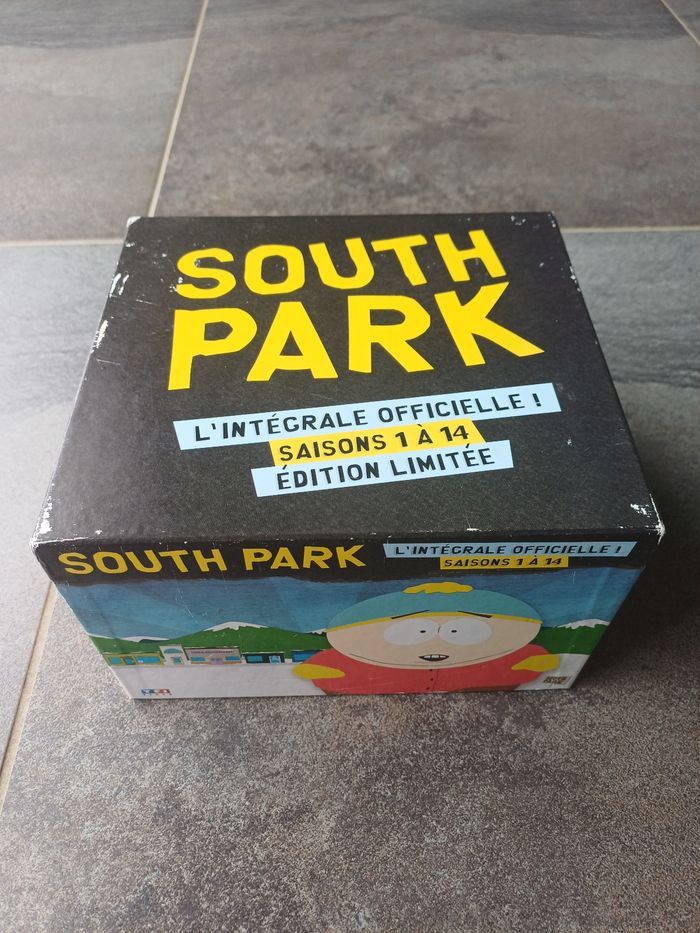 SOUTH
PARK
L'INTÉGRALE OFFICIELLE !
SAISONS 1 À 14
ÉDITION LIMITÉE
SOUTH PARK
L'INTÉGRALE OFFICIELLE !
SAISONS 1 À 14